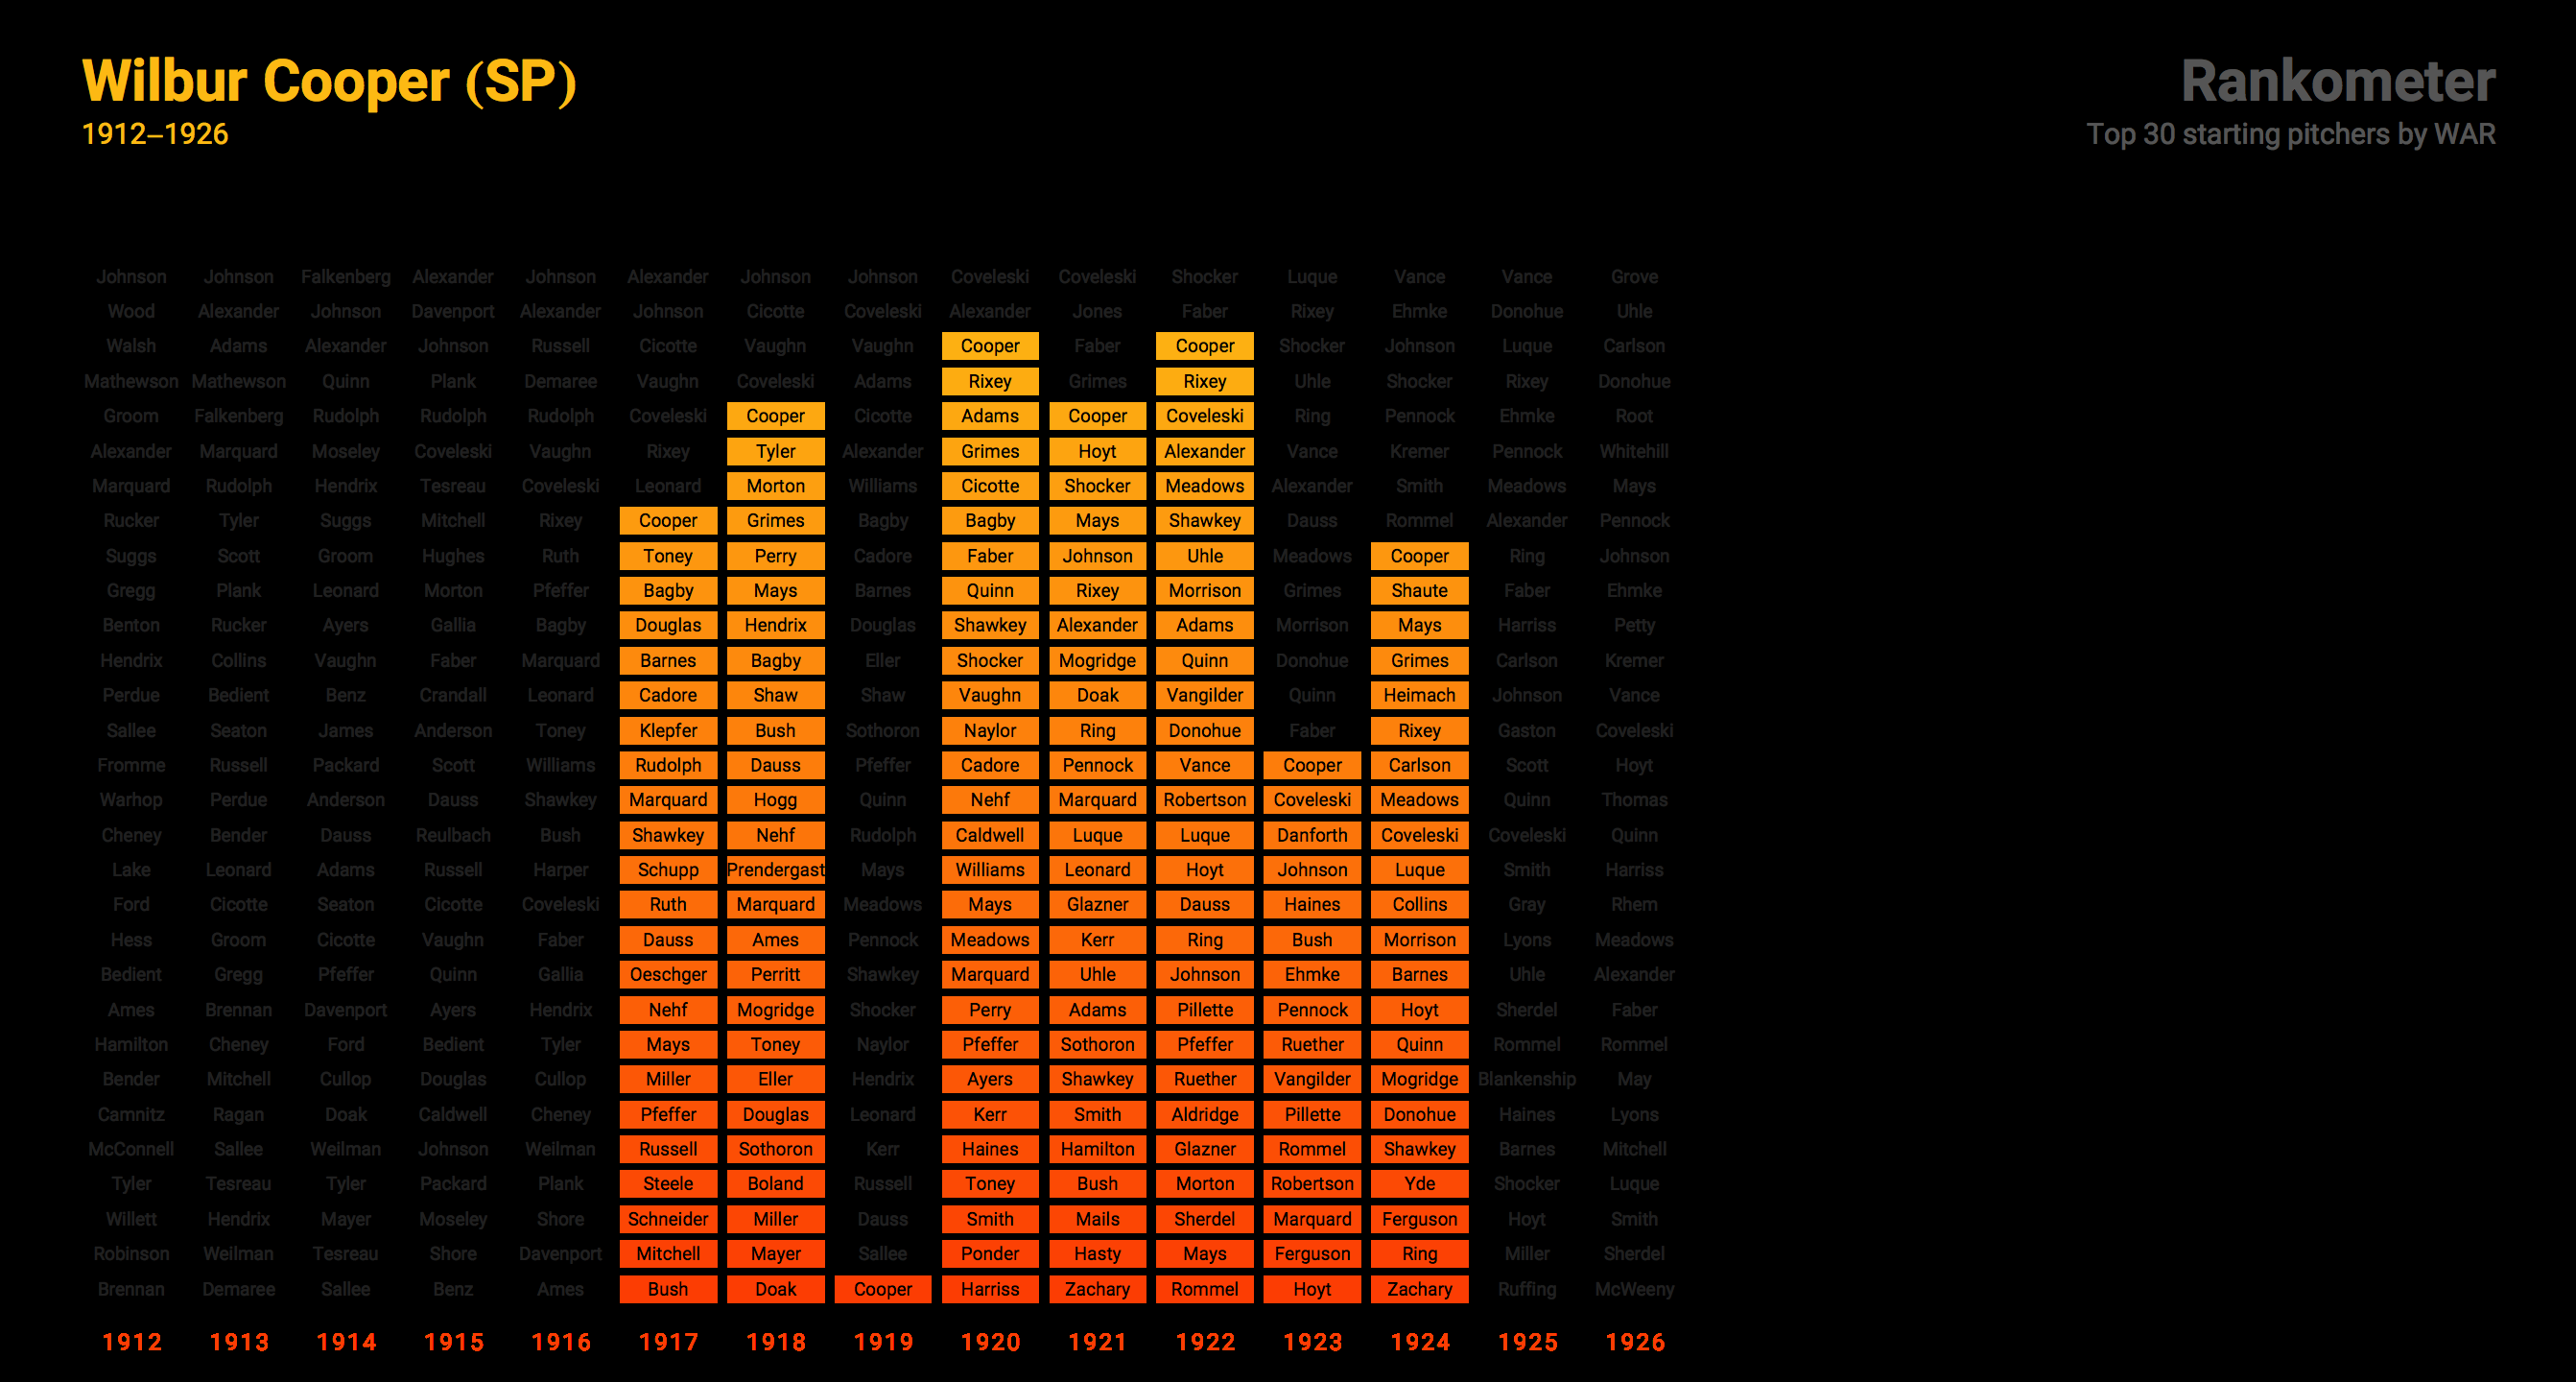 Wilbur Cooper (SP)
1912–1926
Rankometer
Top 30 starting pitchers by WAR
Johnson Johnson Falkenberg Alexander Johnson Alexander Johnson Johnson Coveleski Coveleski Shocker Luque Vance Vance Grove
Wood Alexander Johnson Davenport Alexander Johnson Cicotte Coveleski Alexander Jones Faber Rixey Ehmke Donohue Uhle
Walsh Adams Alexander Johnson Russell Cicotte Vaughn Vaughn Cooper Faber Cooper Shocker Johnson Luque Carlson
Mathewson Mathewson Quinn Plank Demaree Vaughn Coveleski Adams Rixey Grimes Rixey Uhle Shocker Rixey Donohue
Groom Falkenberg Rudolph Rudolph Rudolph Coveleski Cooper Cicotte Adams Cooper Coveleski Ring Pennock Ehmke Root
Alexander Marquard Moseley Coveleski Vaughn Rixey Tyler Alexander Grimes Hoyt Alexander Vance Kremer Pennock Whitehill
Marquard Rudolph Hendrix Tesreau Coveleski Leonard Morton Williams Cicotte Shocker Meadows Alexander Smith Meadows Mays
Rucker Tyler Suggs Mitchell Rixey Cooper Grimes Bagby Bagby Mays Shawkey Dauss Rommel Alexander Pennock
Suggs Scott Groom Hughes Ruth Toney Perry Cadore Faber Johnson Uhle Meadows Cooper Ring Johnson
Gregg Plank Leonard Morton Pfeffer Bagby Mays Barnes Quinn Rixey Morrison Grimes Shaute Faber Ehmke
Benton Rucker Ayers Gallia Bagby Douglas Hendrix Douglas Shawkey Alexander Adams Morrison Mays Harriss Petty
Hendrix Collins Vaughn Faber Marquard Barnes Bagby Eller Shocker Mogridge Quinn Donohue Grimes Carlson Kremer
Perdue Bedient Benz Crandall Leonard Cadore Shaw Shaw Vaughn Doak Vangilder Quinn Heimach Johnson Vance
Sallee Seaton James Anderson Toney Klepfer Bush Sothoron Naylor Ring Donohue Faber Rixey Gaston Coveleski
Fromme Russell Packard Scott Williams Rudolph Dauss Pfeffer Cadore Pennock Vance Cooper Carlson Scott Hoyt
Warhop Perdue Anderson Dauss Shawkey Marquard Hogg Quinn Nehf Marquard Robertson Coveleski Meadows Quinn Thomas
Cheney Bender Dauss Reulbach Bush Shawkey Nehf Rudolph Caldwell Luque Luque Danforth Coveleski Coveleski Quinn
Lake Leonard Adams Russell Harper Schupp Prendergast Mays Williams Leonard Hoyt Johnson Luque Smith Harriss
Ford Cicotte Seaton Cicotte Coveleski Ruth Marquard Meadows Mays Glazner Dauss Haines Collins Gray Rhem
Hess Groom Cicotte Vaughn Faber Dauss Ames Pennock Meadows Kerr Ring Bush Morrison Lyons Meadows
Bedient Gregg Pfeffer Quinn Gallia Oeschger Perritt Shawkey Marquard Uhle Johnson Ehmke Barnes Uhle Alexander
Ames Brennan Davenport Ayers Hendrix Nehf Mogridge Shocker Perry Adams Pillette Pennock Hoyt Sherdel Faber
Hamilton Cheney Ford Bedient Tyler Mays Toney Naylor Pfeffer Sothoron Pfeffer Ruether Quinn Rommel Rommel
Bender Mitchell Cullop Douglas Cullop Miller Eller Hendrix Ayers Shawkey Ruether Vangilder Mogridge Blankenship May
Camnitz Ragan Doak Caldwell Cheney Pfeffer Douglas Leonard Kerr Smith Aldridge Pillette Donohue Haines Lyons
McConnell Sallee Weilman Johnson Weilman Russell Sothoron Kerr Haines Hamilton Glazner Rommel Shawkey Barnes Mitchell
Tyler Tesreau Tyler Packard Plank Steele Boland Russell Toney Bush Morton Robertson Yde Shocker Luque
Willett Hendrix Mayer Moseley Shore Schneider Miller Dauss Smith Mails Sherdel Marquard Ferguson Hoyt Smith
Robinson Weilman Tesreau Shore Davenport Mitchell Mayer Sallee Ponder Hasty Mays Ferguson Ring Miller Sherdel
Brennan Demaree Sallee Benz Ames Bush Doak Cooper Harriss Zachary Rommel Hoyt Zachary Ruffing McWeeny
1912 1913 1914 1915 1916 1917 1918 1919 1920 1921 1922 1923 1924 1925 1926